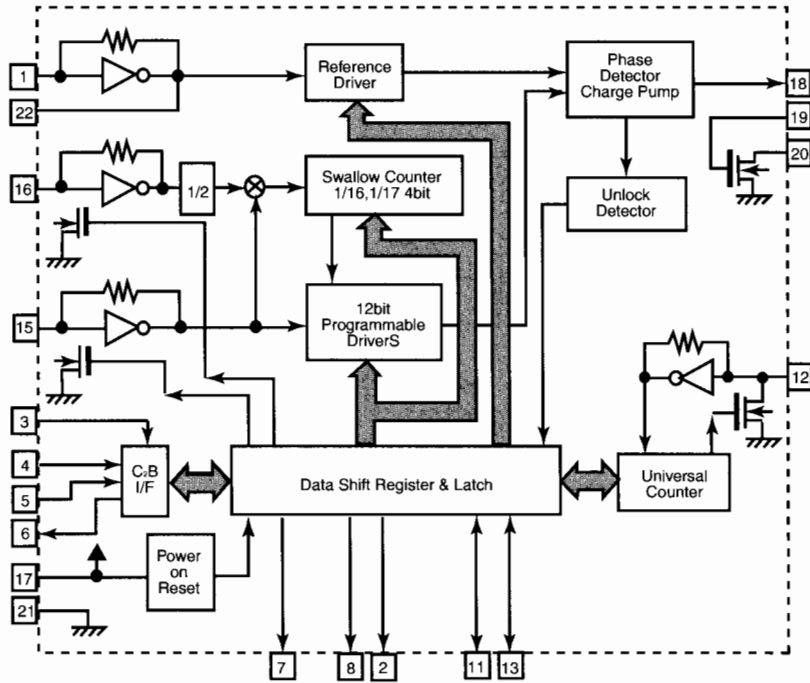 1
22
Reference
Driver
Phase
Detector
Charge Pump
18
19
20
16
1/2
Swallow Counter
1/16,1/17 4bit
Unlock
Detector
15
12bit
Programmable
DriverS
12
3
4
5
6
C₂B
I/F
Data Shift Register & Latch
Universal
Counter
17
Power
on
Reset
21
7
8
2
11
13